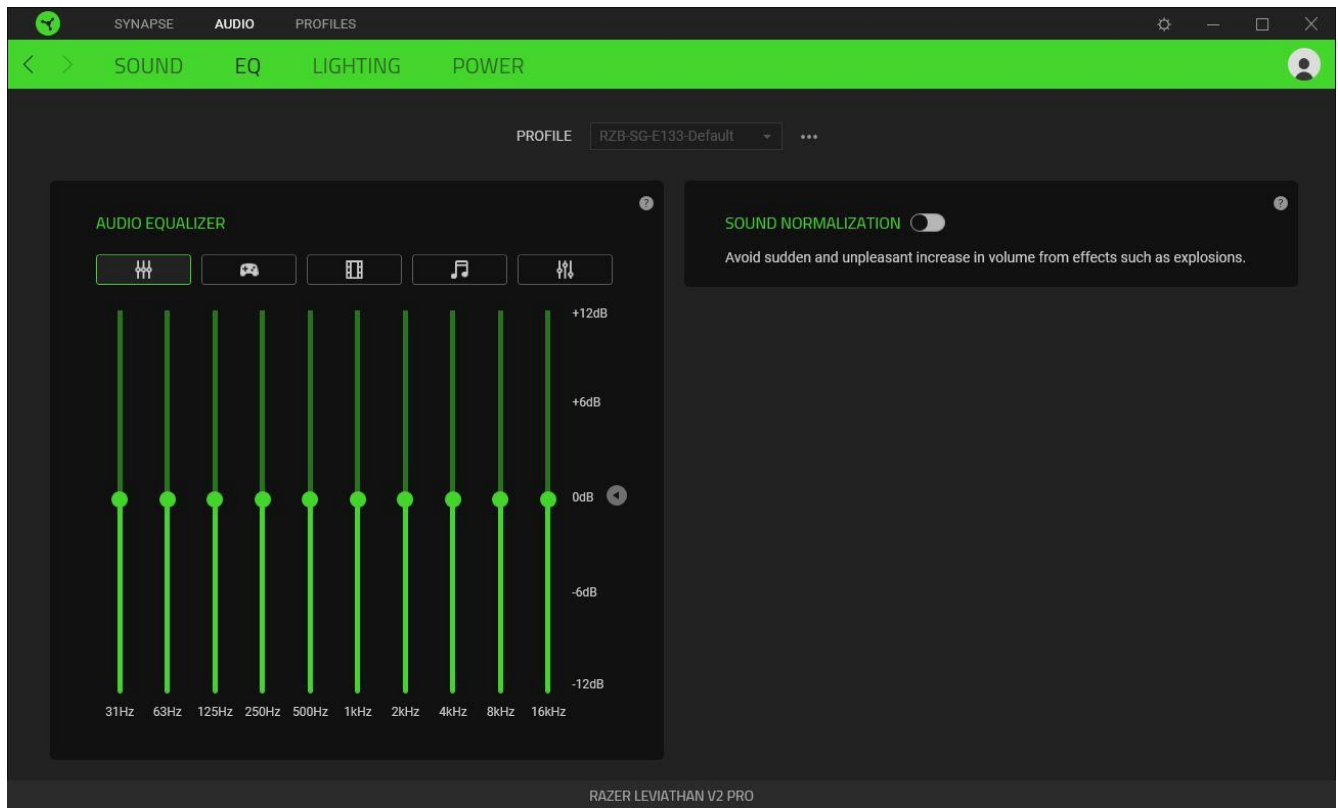 SYNAPSE AUDIO PROFILES
SOUND EQ LIGHTING POWER
PROFILE RZB-SG-E133-Default
AUDIO EQUALIZER
+12dB
+6dB
0dB
-6dB
-12dB
31Hz 63Hz 125Hz 250Hz 500Hz 1kHz 2kHz 4kHz 8kHz 16kHz
SOUND NORMALIZATION
Avoid sudden and unpleasant increase in volume from effects such as explosions.
RAZER LEVIATHAN V2 PRO